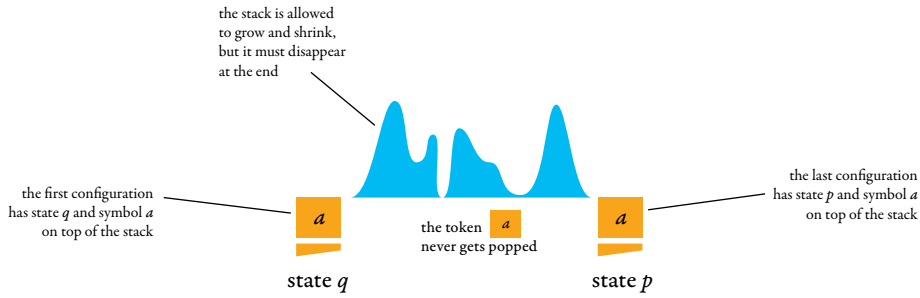 the stack is allowed
to grow and shrink,
but it must disappear
at the end
the first configuration
has state q and symbol a
on top of the stack
a
the token a
never gets popped
a
the last configuration
has state p and symbol a
on top of the stack
state q
state p